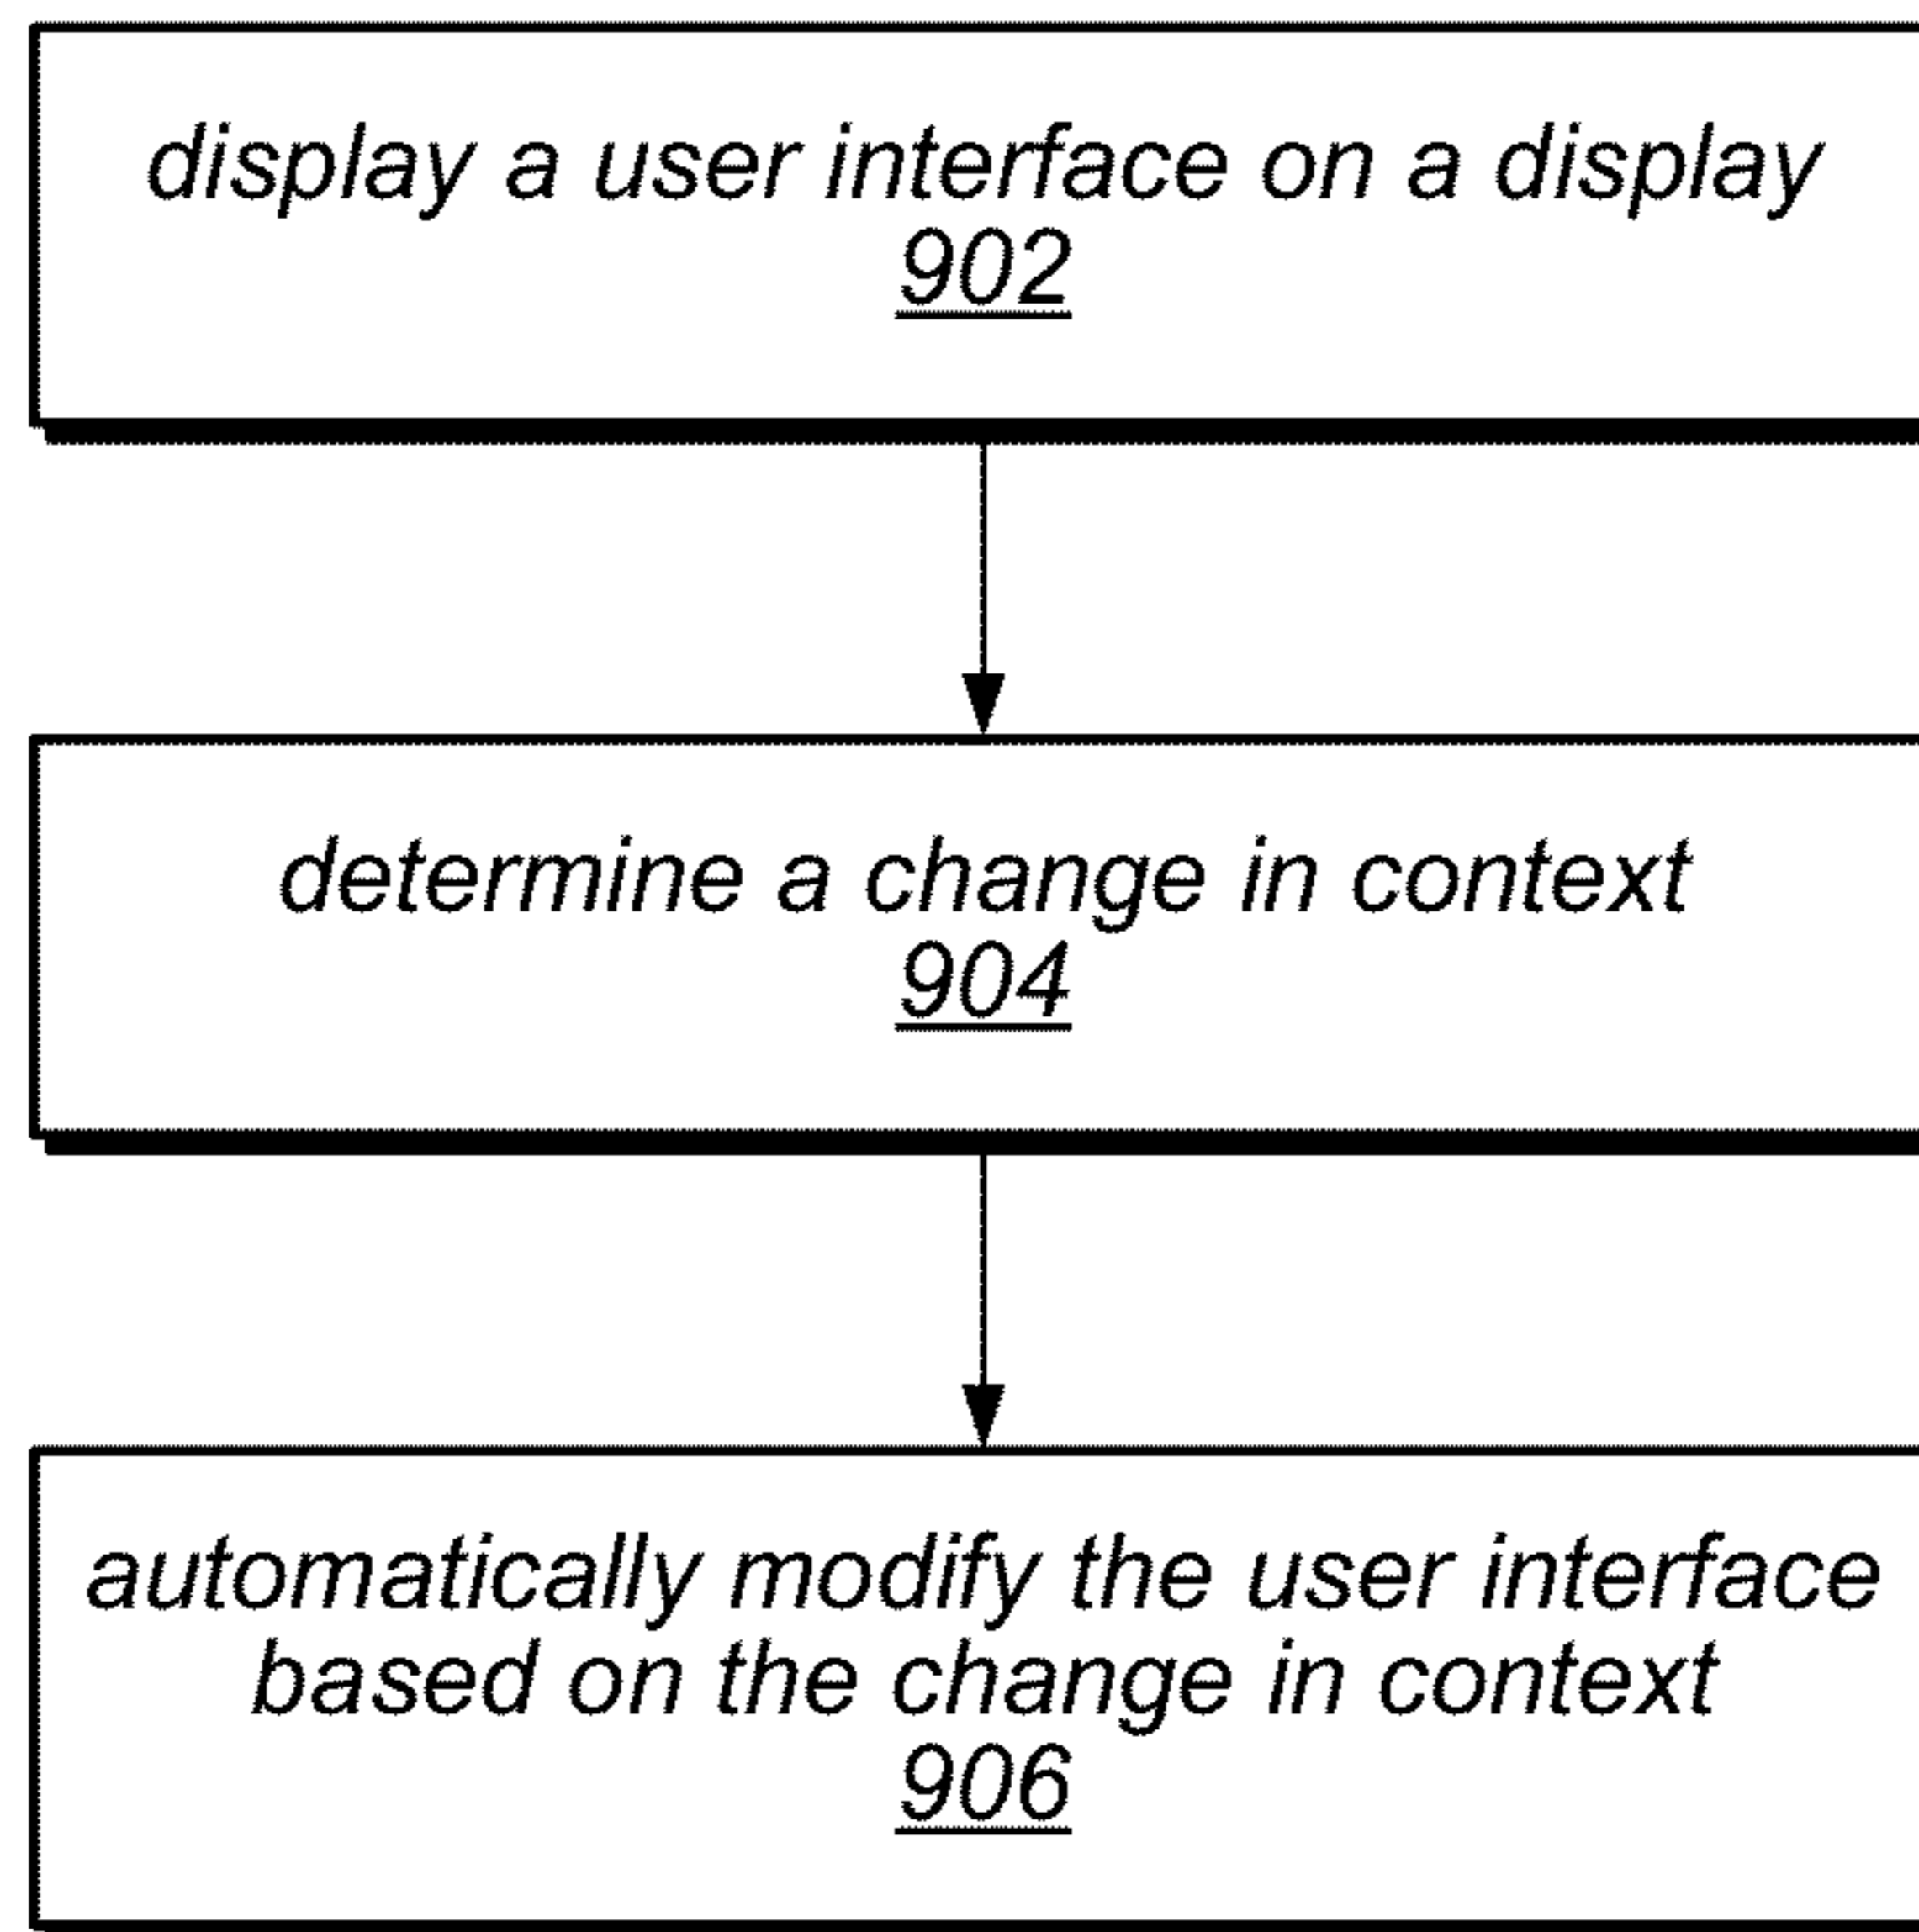 display a user interface on a display
902
determine a change in context
904
automatically modify the user interface
based on the change in context
906